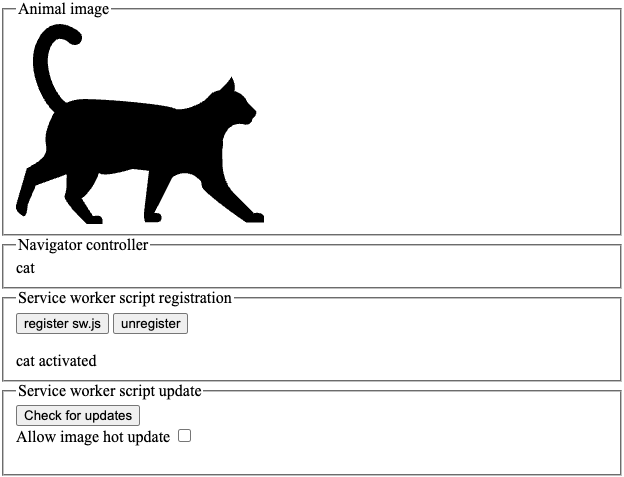 Animal image
Navigator controller
cat
Service worker script registration
register sw.js unregister
cat activated
Service worker script update
Check for updates
Allow image hot update